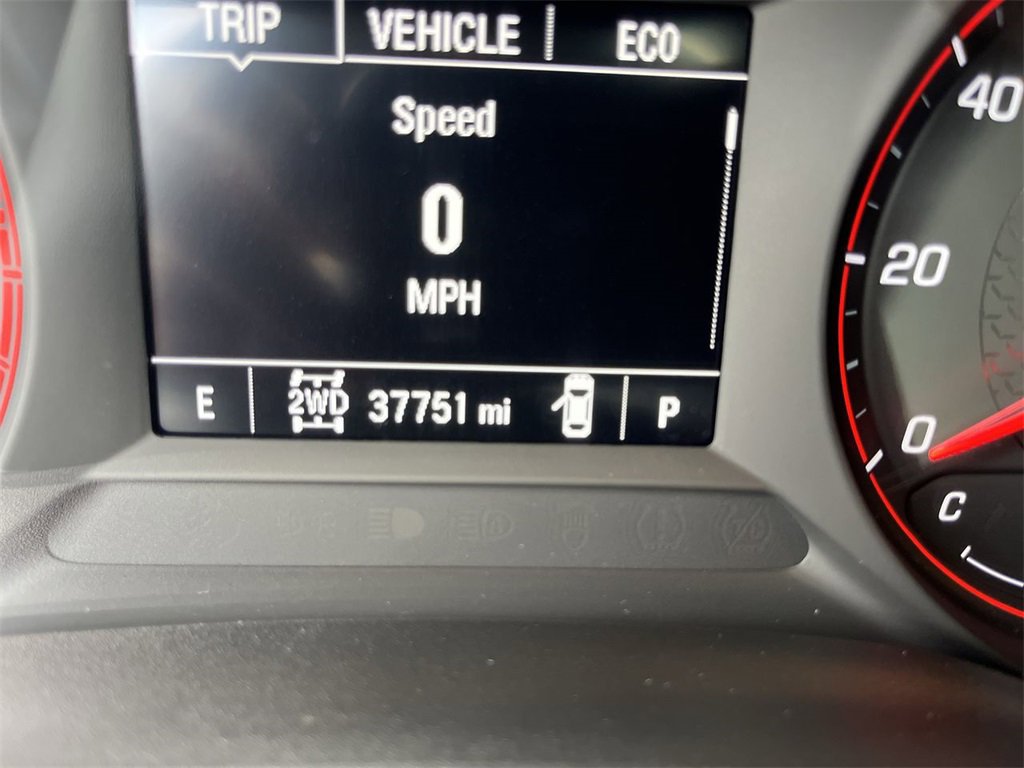 TRIP VEHICLE ECO
Speed
0
MPH
E 2WD 37751 mi P
40
20
0
C